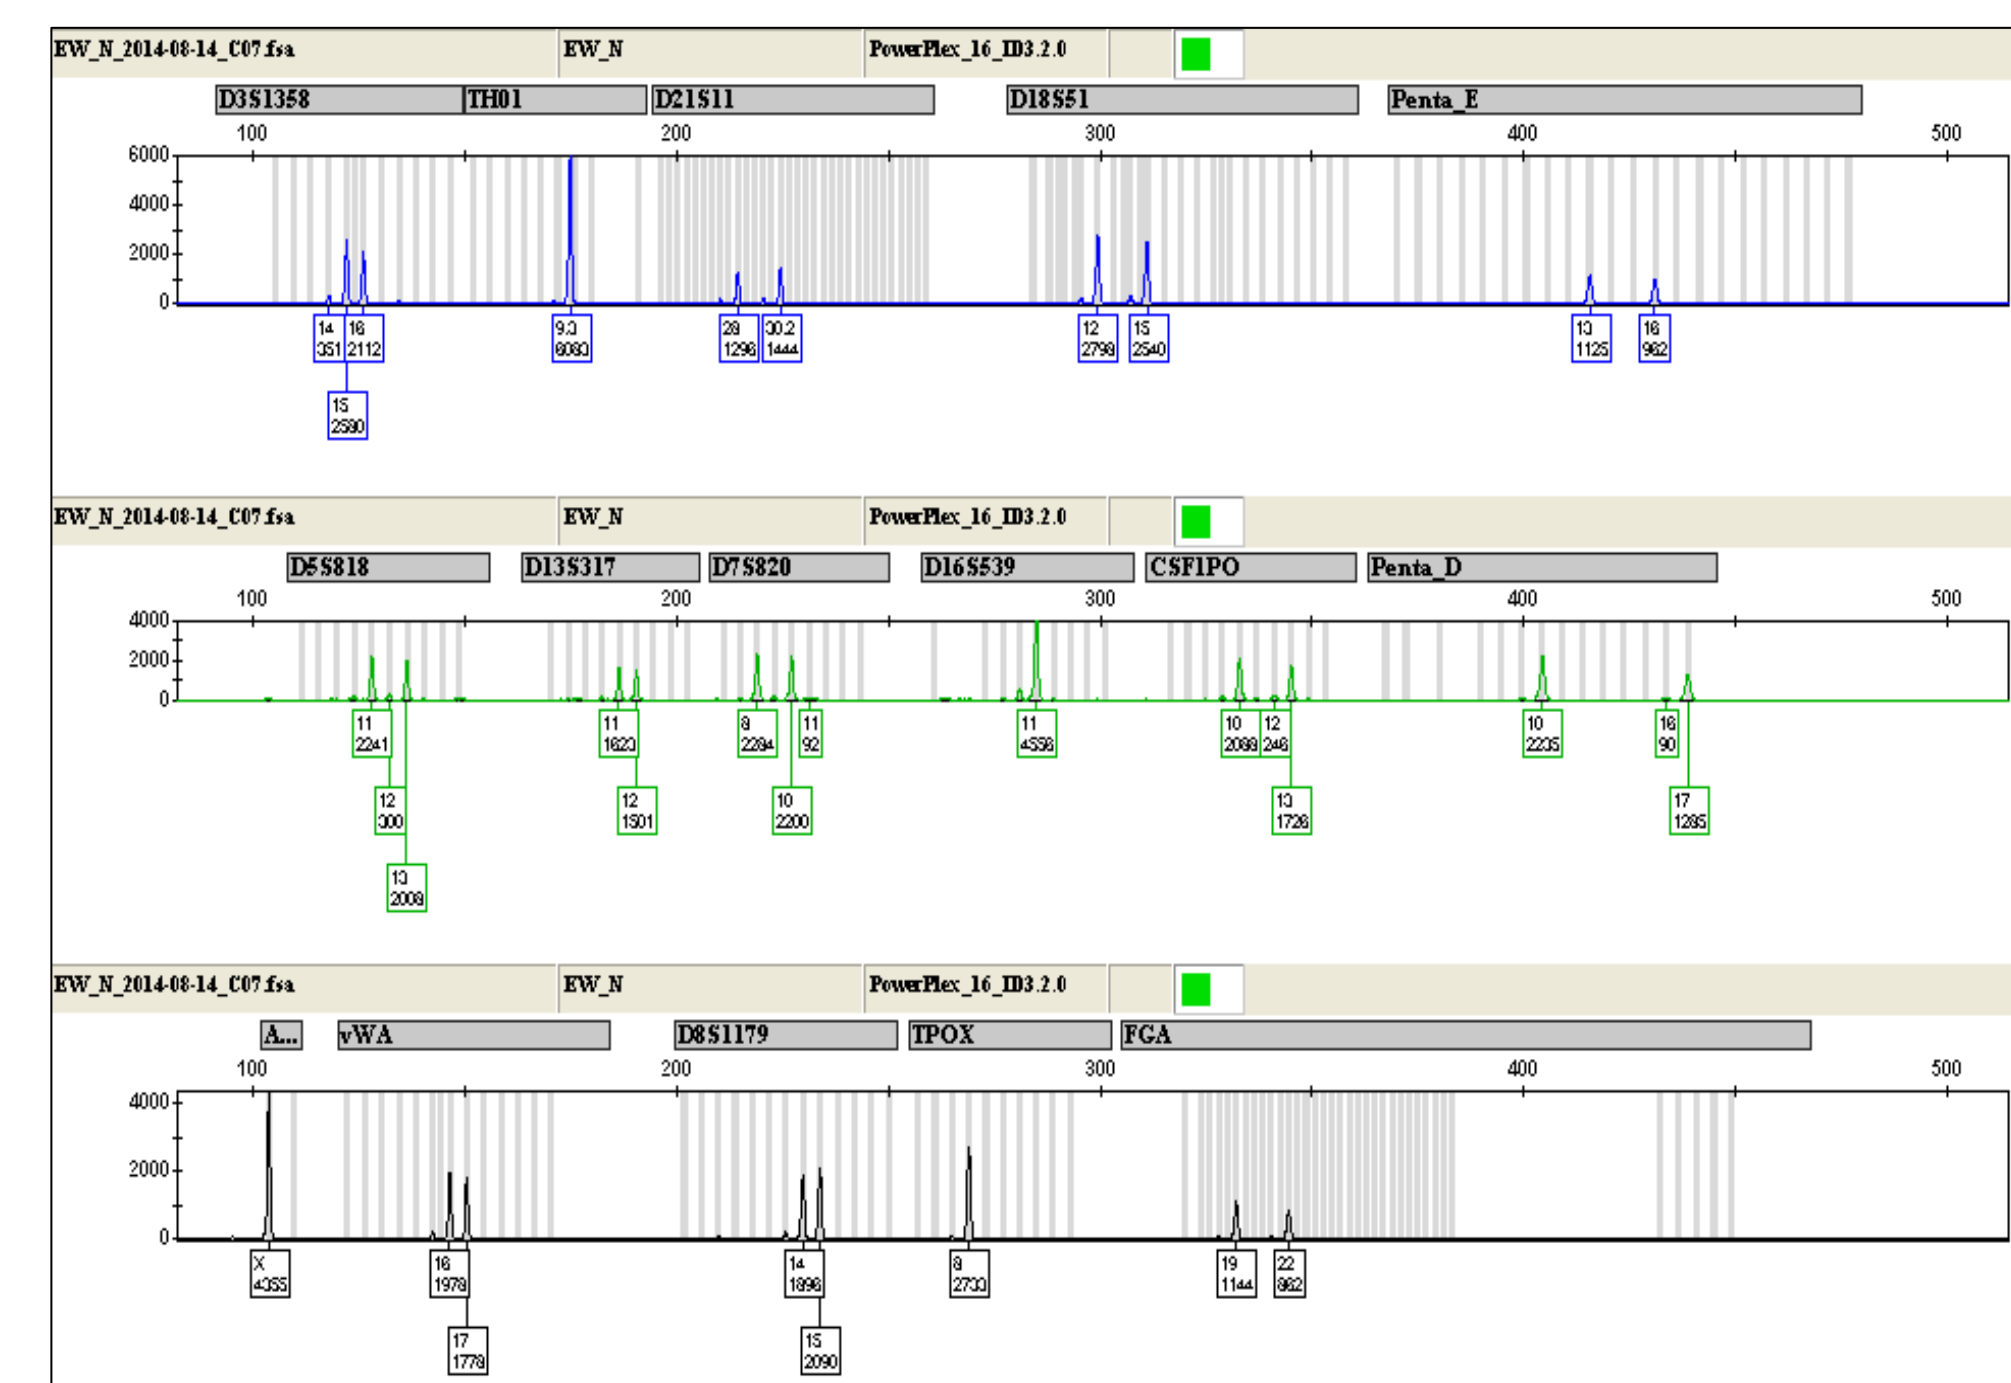 EW_N_2014-08-14_C07.fsa EW_N PowerPlex_16_ID3.2.0
D3S1358 TH01 D21S11 D18S51 Penta_E
100 200 300 400 500
6000
4000
2000
0
14 16 9.3 28 30.2 12 15 13 16
351 2112 6083 1296 1444 2798 2540 1125 962
15
2580
EW_N_2014-08-14_C07.fsa EW_N PowerPlex_16_ID3.2.0
D5S818 D13S317 D7S820 D16S539 CSF1PO Penta_D
100 200 300 400 500
4000
2000
0
11 11 8 11 11 10 12 10 16
2241 1623 2284 92 4556 2088 246 2235 90
12 12 10 13 17
300 1501 2200 1726 1285
13
2008
EW_N_2014-08-14_C07.fsa EW_N PowerPlex_16_ID3.2.0
A... vWA D8S1179 TPOX FGA
100 200 300 400 500
4000
2000
0
X 16 14 8 19 22
4355 1978 1896 2733 1144 862
17 15
1778 2090